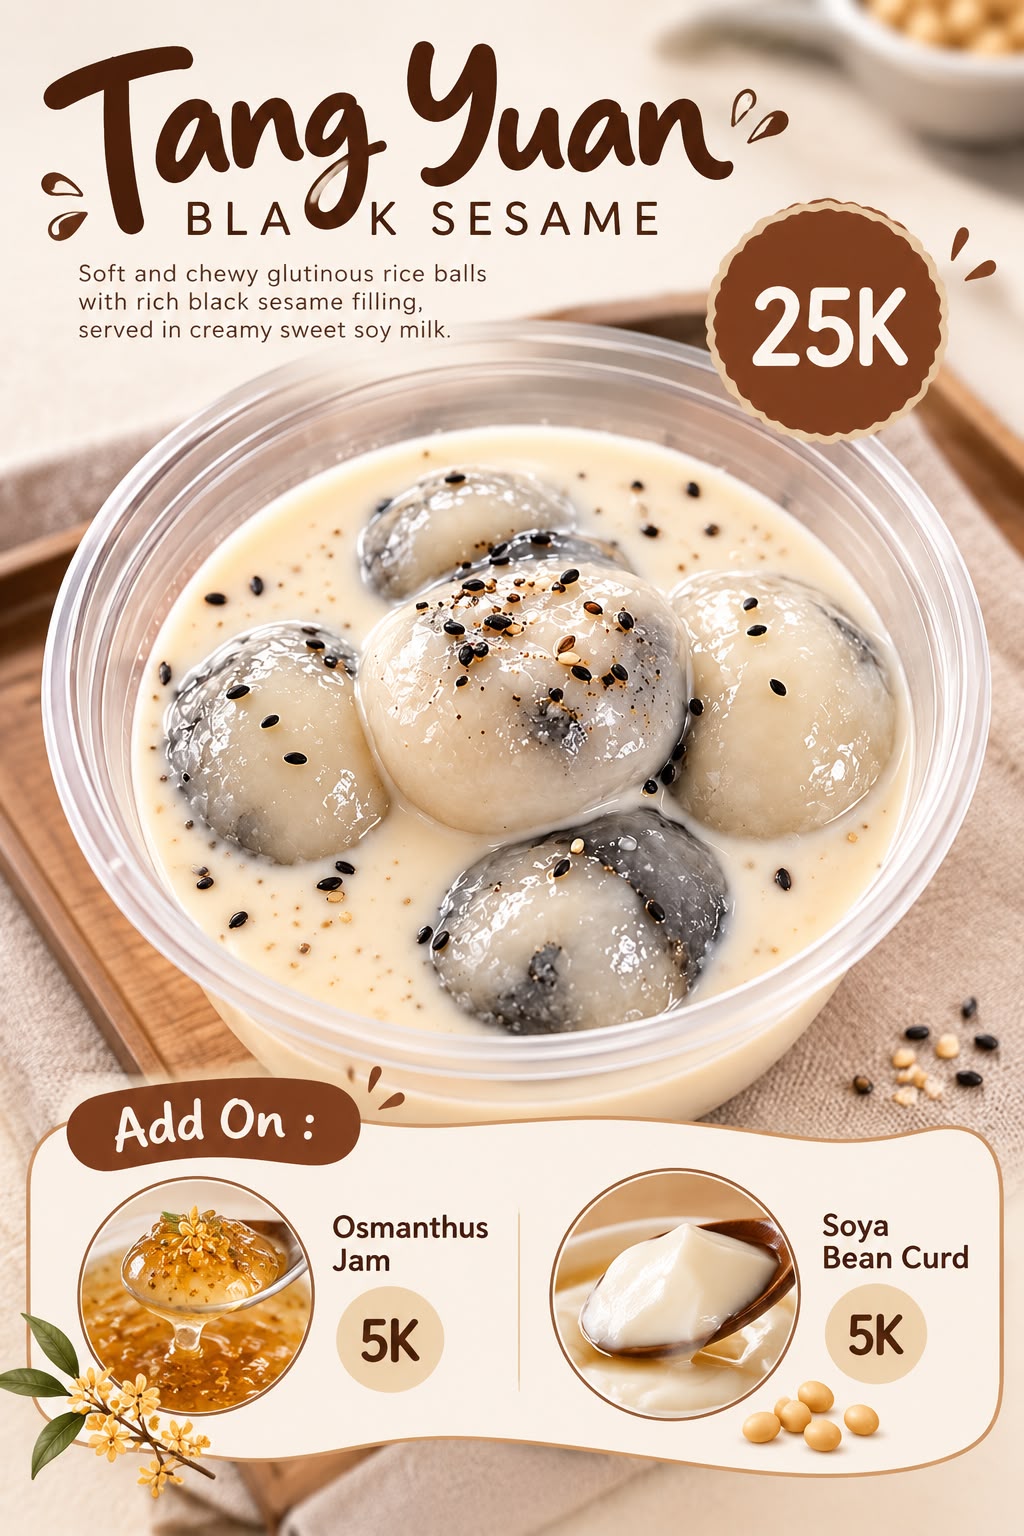 Tang Yuan
BLACK SESAME
Soft and chewy glutinous rice balls
with rich black sesame filling,
served in creamy sweet soy milk.
25K
Add On :
Osmanthus
Jam
5K
Soya
Bean Curd
5K